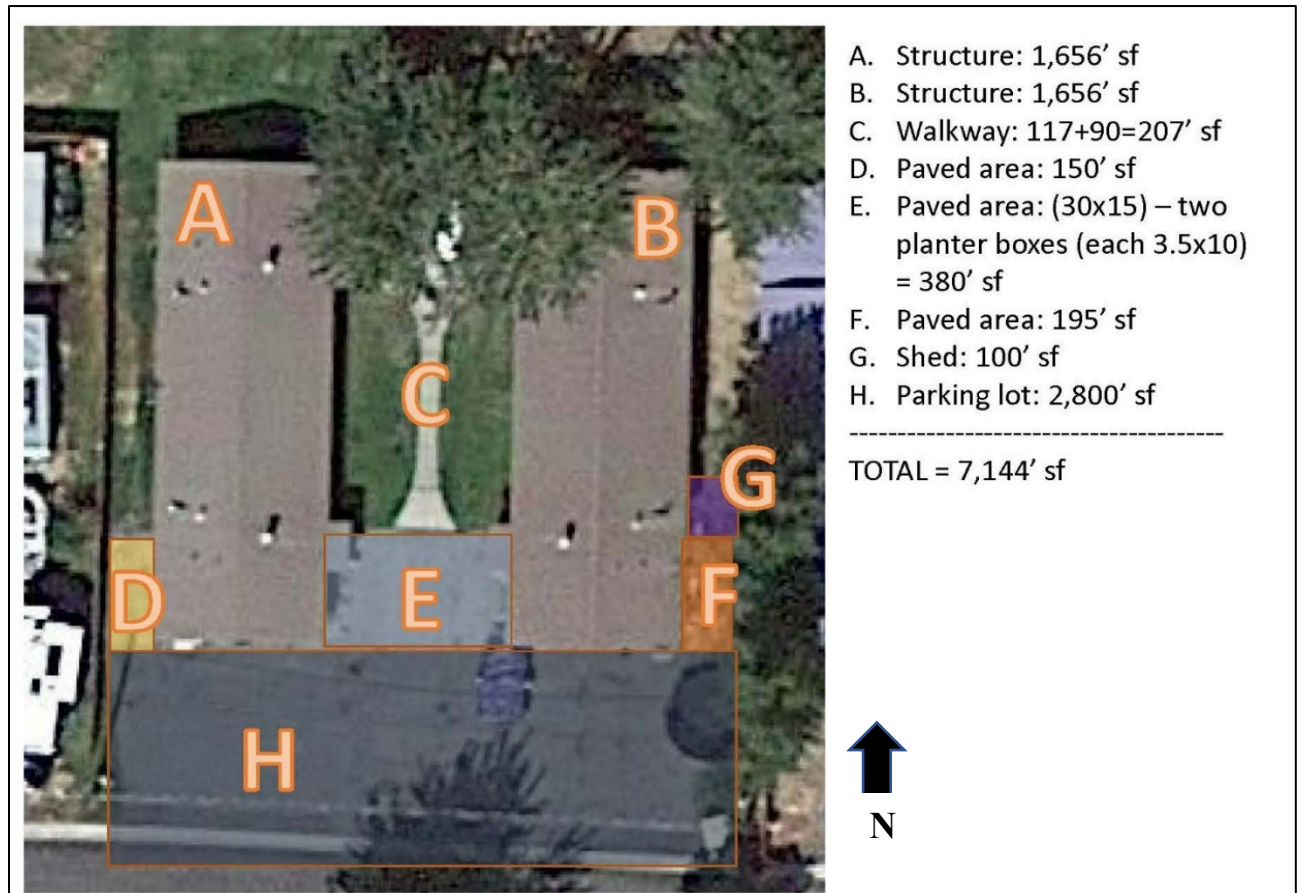 A
B
C
D
E
F
G
H
A. Structure: 1,656’ sf
B. Structure: 1,656’ sf
C. Walkway: 117+90=207’ sf
D. Paved area: 150’ sf
E. Paved area: (30x15) – two
planter boxes (each 3.5x10)
= 380’ sf
F. Paved area: 195’ sf
G. Shed: 100’ sf
H. Parking lot: 2,800’ sf
---------------------------------------
TOTAL = 7,144’ sf
N